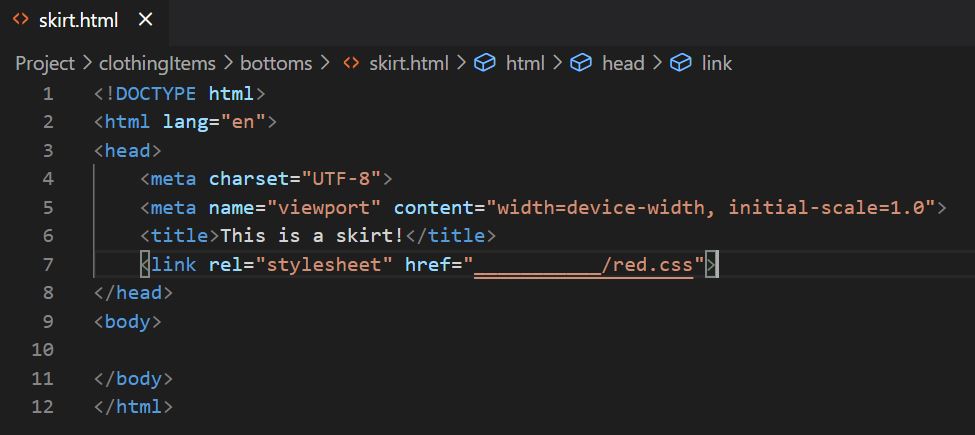 skirt.html
Project > clothingItems > bottoms > skirt.html > html > head > link
1 <!DOCTYPE html>
2 <html lang="en">
3 <head>
4 <meta charset="UTF-8">
5 <meta name="viewport" content="width=device-width, initial-scale=1.0">
6 <title>This is a skirt!</title>
7 <link rel="stylesheet" href="___________/red.css">
8 </head>
9 <body>
10
11 </body>
12 </html>